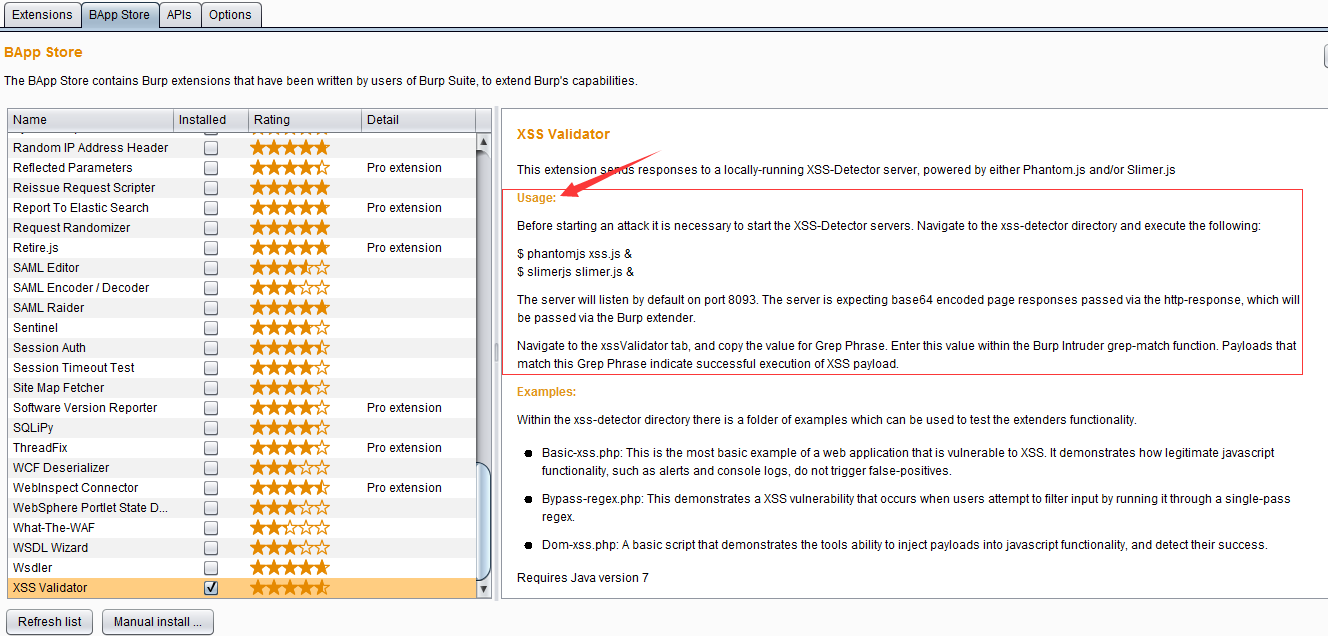 Extensions BApp Store APIs Options
BApp Store
The BApp Store contains Burp extensions that have been written by users of Burp Suite, to extend Burp's capabilities.
Name Installed Rating Detail
Random IP Address Header
Reflected Parameters Pro extension
Reissue Request Scripter
Report To Elastic Search Pro extension
Request Randomizer
Retire.js Pro extension
SAML Editor
SAML Encoder / Decoder
SAML Raider
Sentinel
Session Auth
Session Timeout Test
Site Map Fetcher
Software Version Reporter Pro extension
SQLiPy
ThreadFix Pro extension
WCF Deserializer
WebInspect Connector Pro extension
WebSphere Portlet State D...
What-The-WAF
WSDL Wizard
Wsdler
XSS Validator
Refresh list Manual install ...
XSS Validator
This extension sends responses to a locally-running XSS-Detector server, powered by either Phantom.js and/or Slimer.js
Usage:
Before starting an attack it is necessary to start the XSS-Detector servers. Navigate to the xss-detector directory and execute the following:
$ phantomjs xss.js &
$ slimerjs slimer.js &
The server will listen by default on port 8093. The server is expecting base64 encoded page responses passed via the http-response, which will
be passed via the Burp extender.
Navigate to the xssValidator tab, and copy the value for Grep Phrase. Enter this value within the Burp Intruder grep-match function. Payloads that
match this Grep Phrase indicate successful execution of XSS payload.
Examples:
Within the xss-detector directory there is a folder of examples which can be used to test the extenders functionality.
● Basic-xss.php: This is the most basic example of a web application that is vulnerable to XSS. It demonstrates how legitimate javascript
functionality, such as alerts and console logs, do not trigger false-positives.
● Bypass-regex.php: This demonstrates a XSS vulnerability that occurs when users attempt to filter input by running it through a single-pass
regex.
● Dom-xss.php: A basic script that demonstrates the tools ability to inject payloads into javascript functionality, and detect their success.
Requires Java version 7